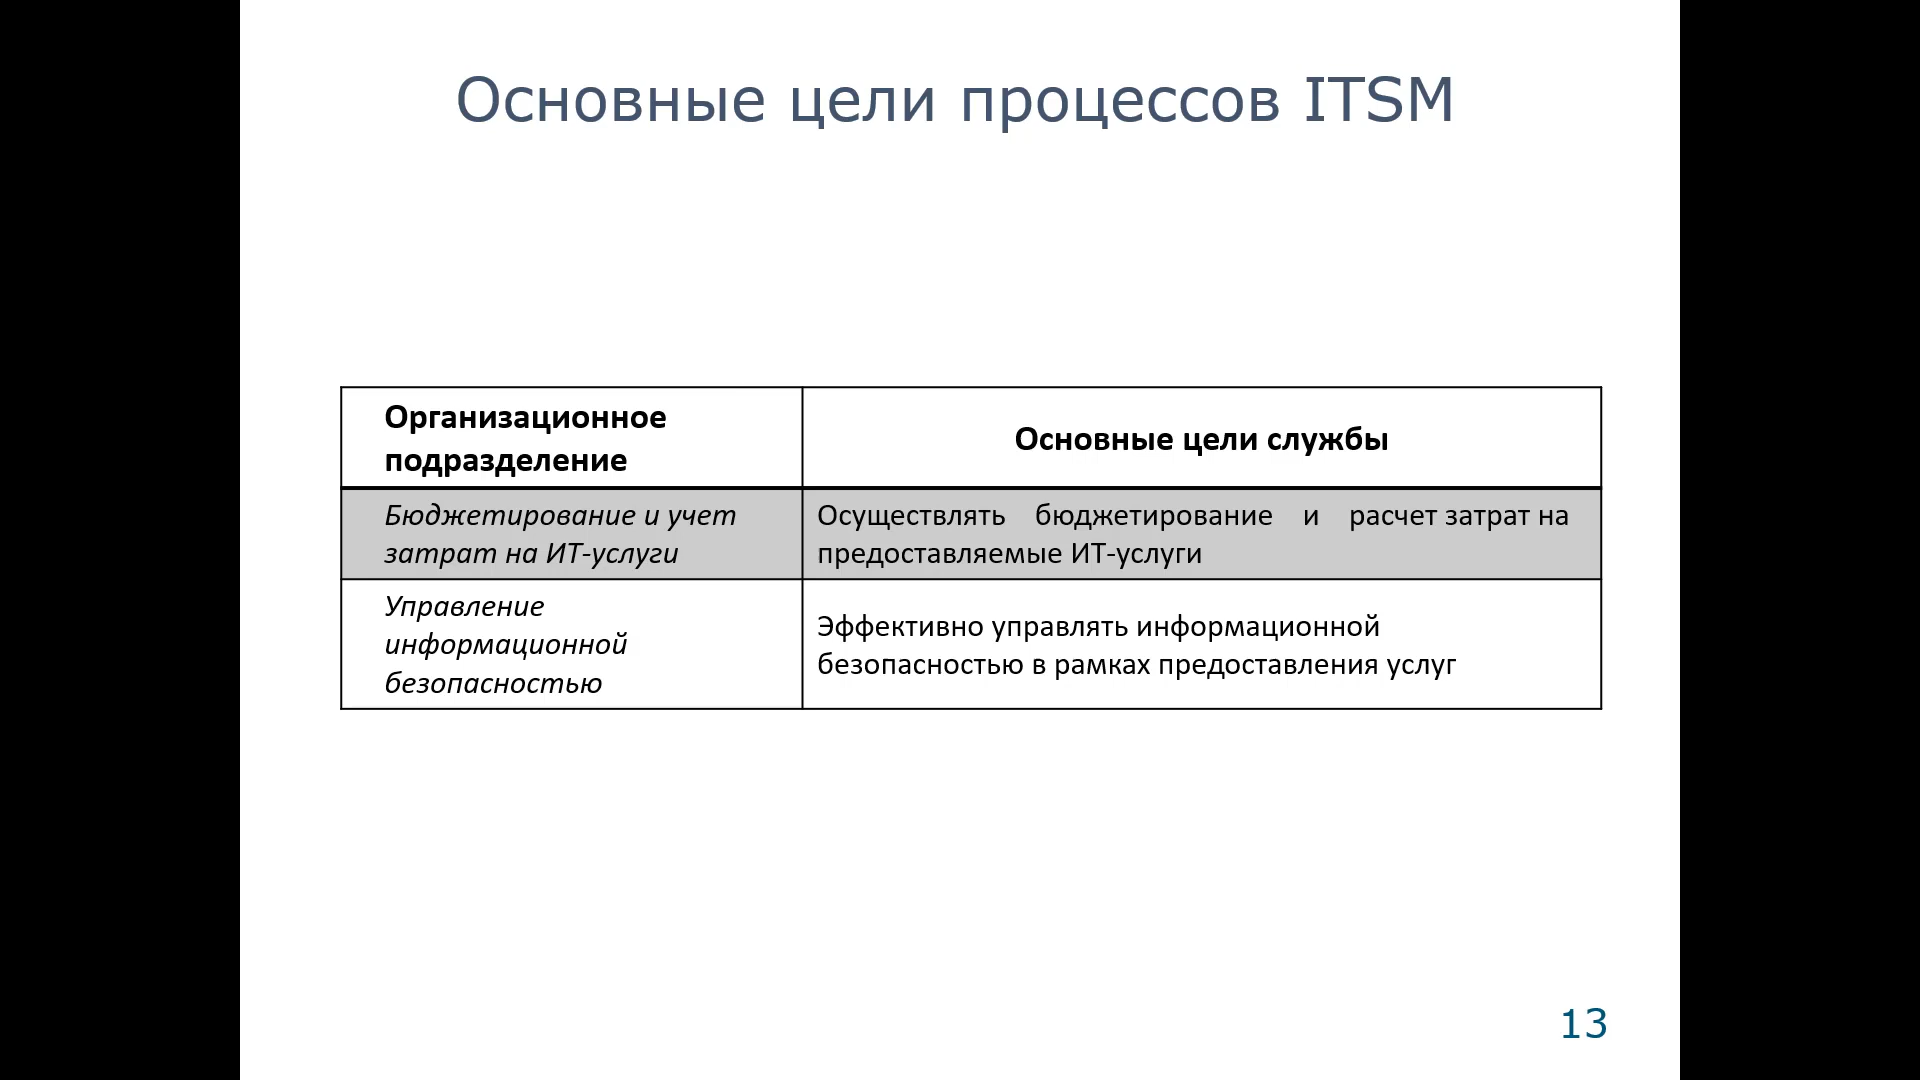 Основные цели процессов ITSM
Организационное
подразделение
Основные цели службы
Бюджетирование и учет
затрат на ИТ-услуги
Осуществлять бюджетирование и расчет затрат на
предоставляемые ИТ-услуги
Управление
информационной
безопасностью
Эффективно управлять информационной
безопасностью в рамках предоставления услуг
13